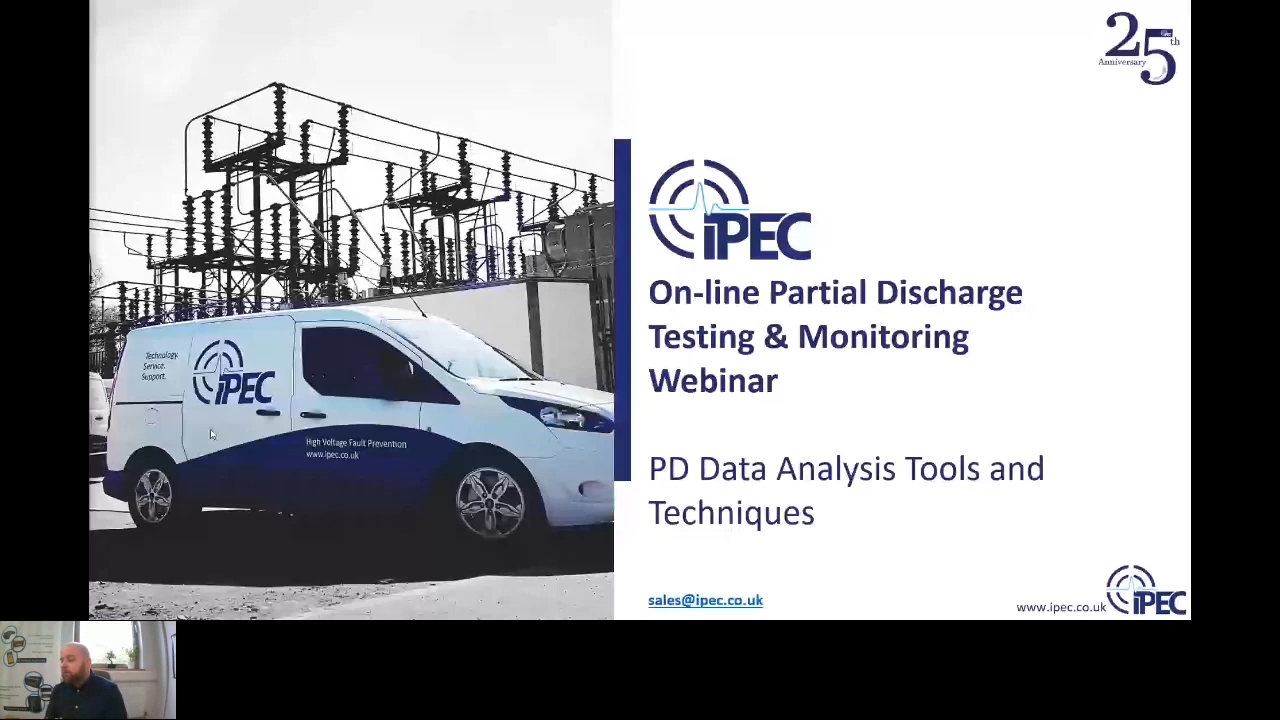 25th
Anniversary
iPEC
On-line Partial Discharge
Testing & Monitoring
Webinar
PD Data Analysis Tools and
Techniques
sales@ipec.co.uk
www.ipec.co.uk
iPEC
Technology.
Service.
Support.
iPEC
High Voltage Fault Prevention
www.ipec.co.uk